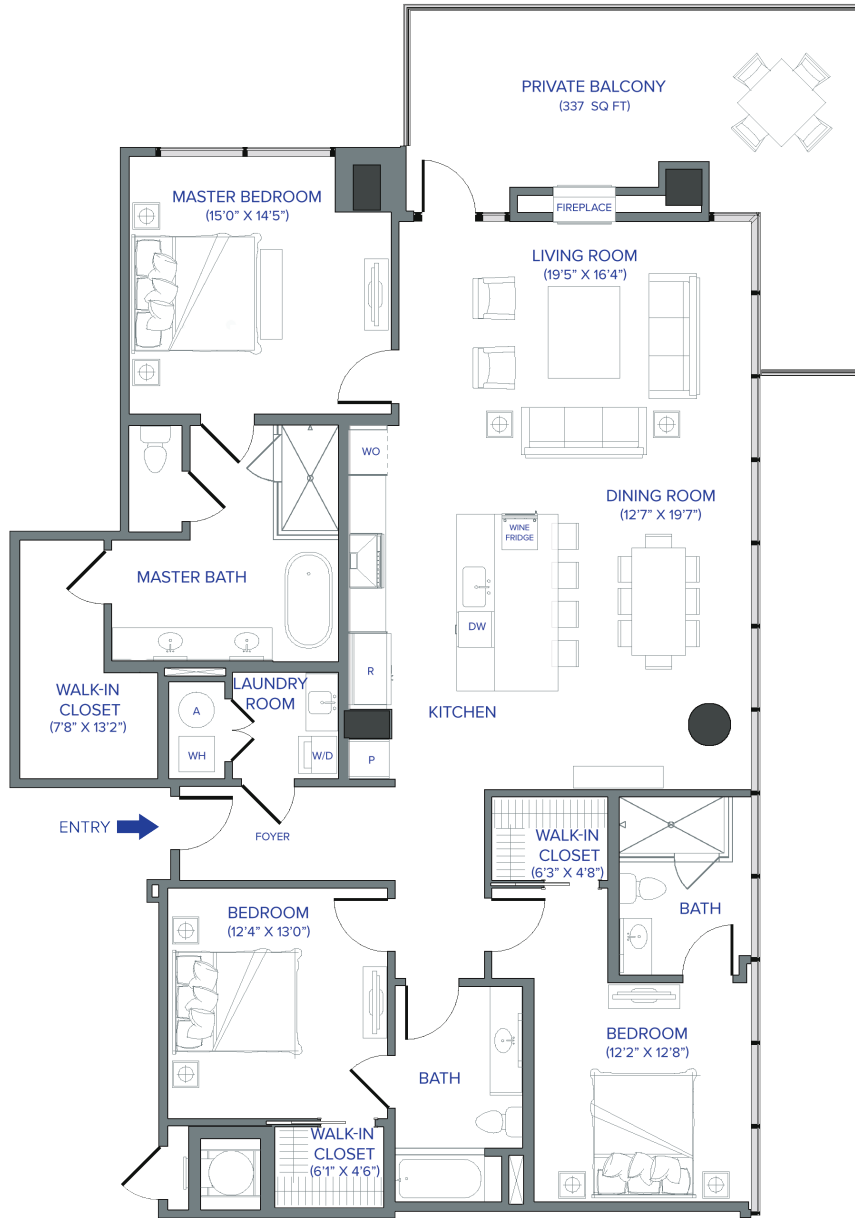 PRIVATE BALCONY
(337 SQ FT)
MASTER BEDROOM
(15’0” X 14’5”)
FIREPLACE
LIVING ROOM
(19’5” X 16’4”)
WO
DINING ROOM
(12’7” X 19’7”)
WINE
FRIDGE
MASTER BATH
DW
R
KITCHEN
WALK-IN
CLOSET
(7’8” X 13’2”)
LAUNDRY
ROOM
A
WH
W/D
P
ENTRY
FOYER
WALK-IN
CLOSET
(6’3” X 4’8”)
BEDROOM
(12’4” X 13’0”)
BATH
BEDROOM
(12’2” X 12’8”)
BATH
WALK-IN
CLOSET
(6’1” X 4’6”)